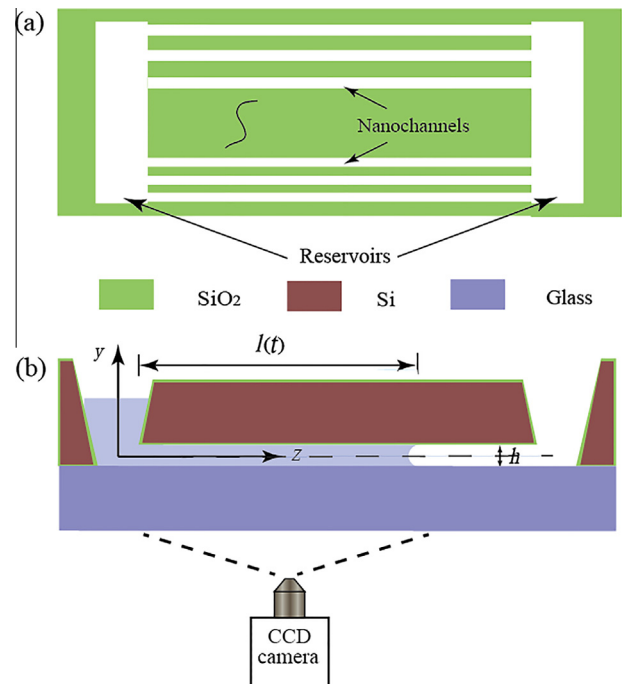 (a)
Nanochannels
Reservoirs
SiO₂
Si
Glass
(b)
y
l(t)
z
h
CCD
camera